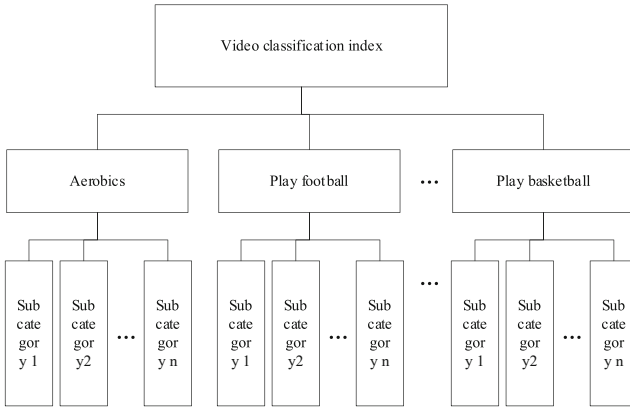 Video classification index
Aerobics
Play football
...
Play basketball
Sub
cate
gor
y 1
Sub
cate
gor
y2
...
Sub
cate
gor
y n
Sub
cate
gor
y 1
Sub
cate
gor
y2
...
Sub
cate
gor
y n
...
Sub
cate
gor
y 1
Sub
cate
gor
y2
...
Sub
cate
gor
y n